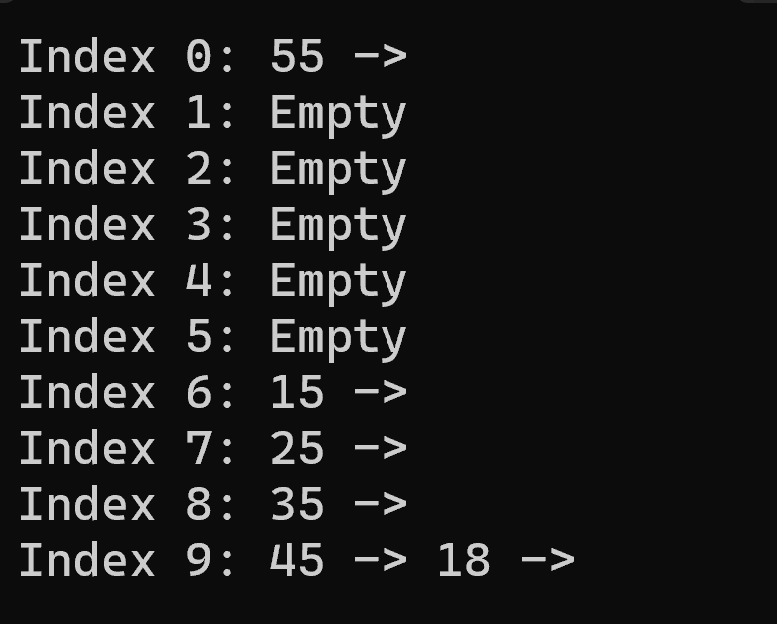 Index 0: 55 ->
Index 1: Empty
Index 2: Empty
Index 3: Empty
Index 4: Empty
Index 5: Empty
Index 6: 15 ->
Index 7: 25 ->
Index 8: 35 ->
Index 9: 45 -> 18 ->